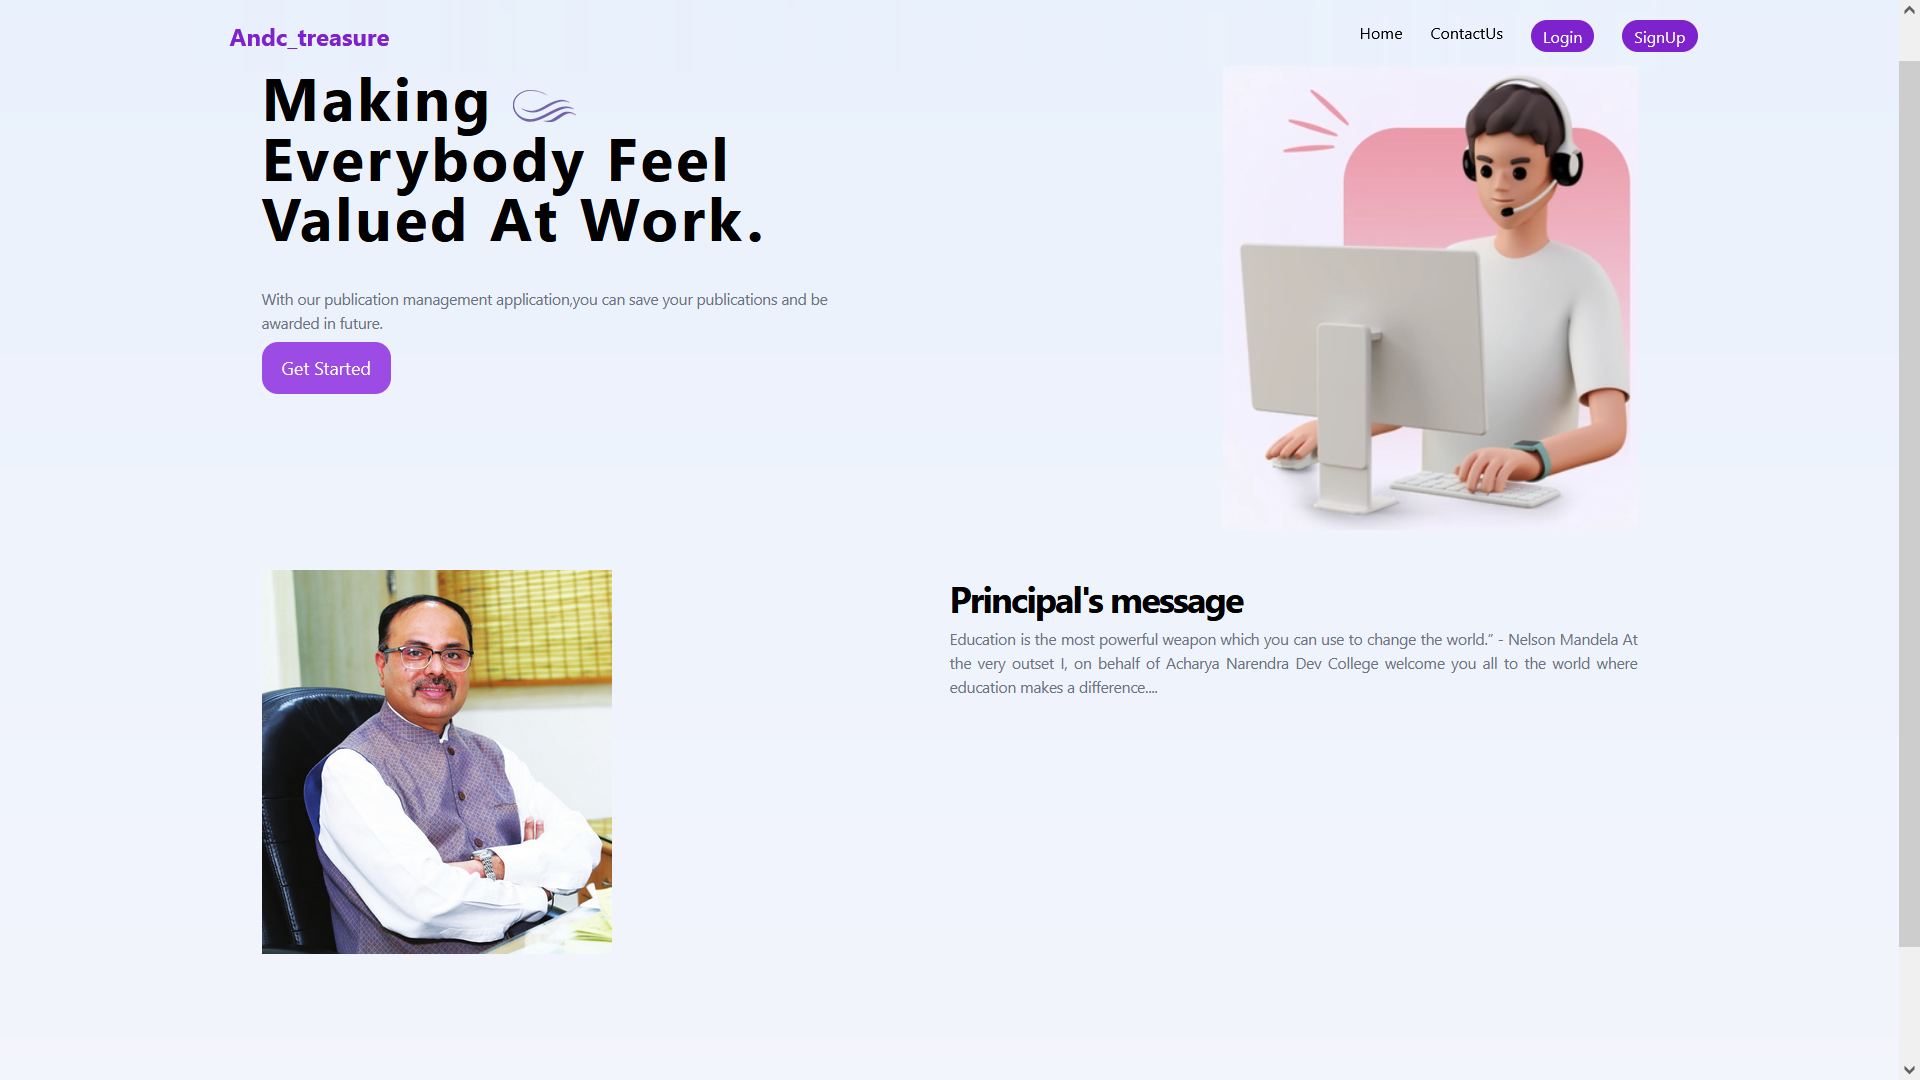 Andc_treasure
Home
ContactUs
Login
SignUp
Making
Everybody Feel
Valued At Work.
With our publication management application,you can save your publications and be
awarded in future.
Get Started
Principal's message
Education is the most powerful weapon which you can use to change the world.” - Nelson Mandela At
the very outset I, on behalf of Acharya Narendra Dev College welcome you all to the world where
education makes a difference....